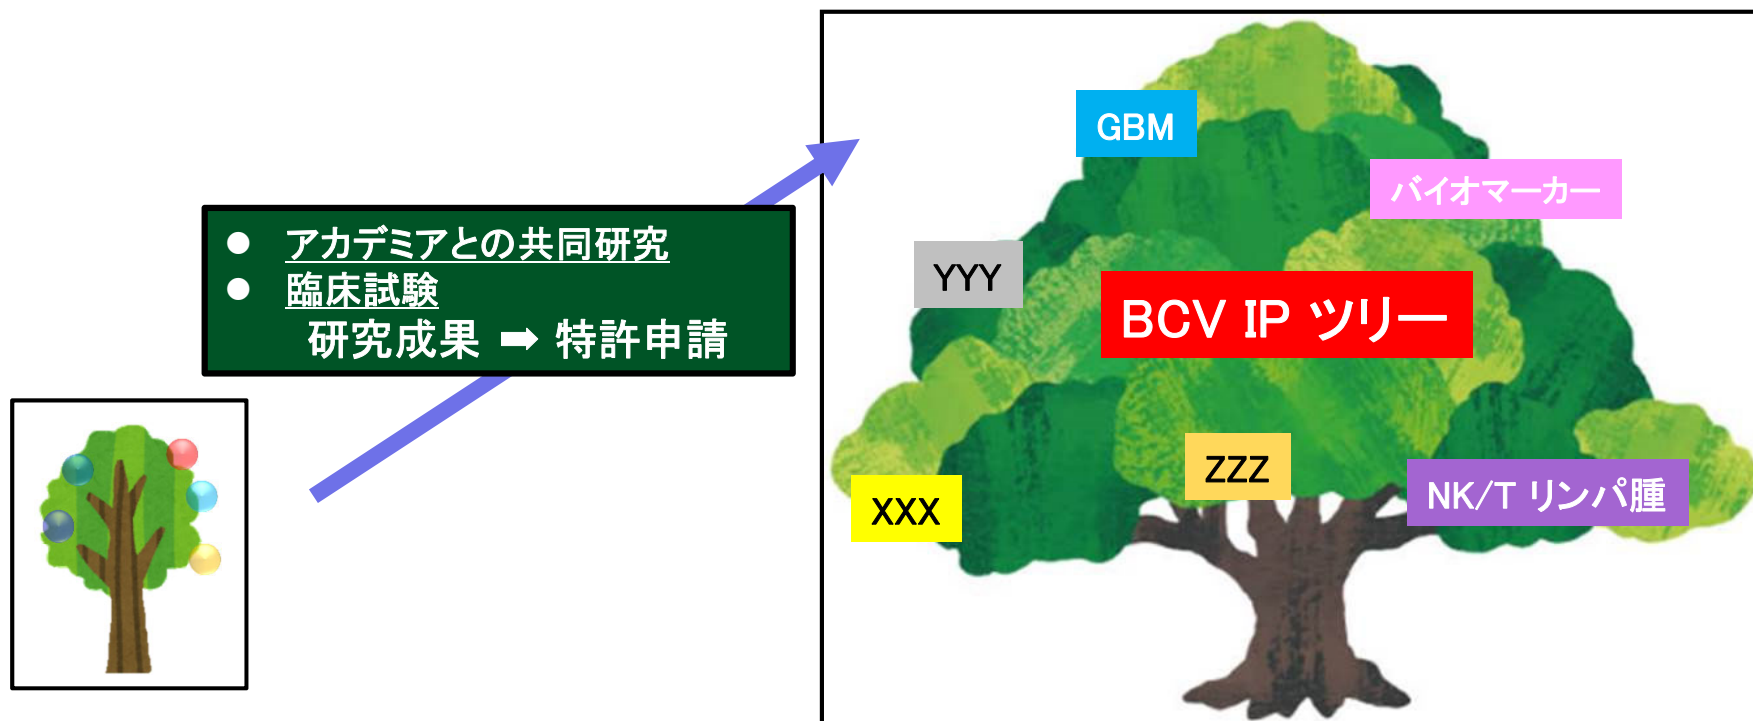 ● アカデミアとの共同研究
● 臨床試験
研究成果 ➡ 特許申請
GBM
バイオマーカー
YYY
BCV IP ツリー
ZZZ
XXX
NK/T リンパ腫